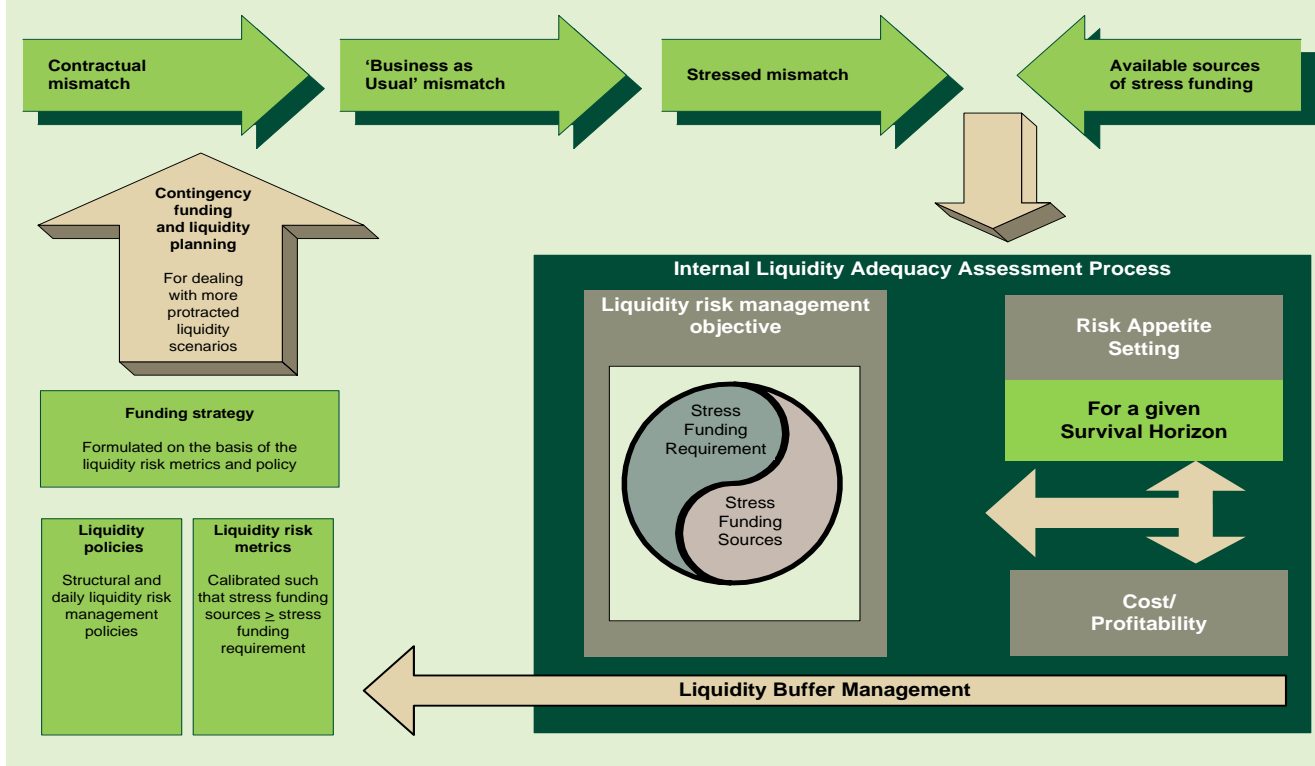 Contractual
mismatch
‘Business as
Usual’ mismatch
Stressed mismatch
Available sources
of stress funding
Contingency
funding
and liquidity
planning
For dealing
with more
protracted
liquidity
scenarios
Internal Liquidity Adequacy Assessment Process
Liquidity risk management
objective
Stress
Funding
Requirement
Stress
Funding
Sources
Risk Appetite
Setting
For a given
Survival Horizon
Cost/
Profitability
Funding strategy
Formulated on the basis of the
liquidity risk metrics and policy
Liquidity
policies
Structural and
daily liquidity risk
management
policies
Liquidity risk
metrics
Calibrated such
that stress funding
sources ≥ stress
funding
requirement
Liquidity Buffer Management